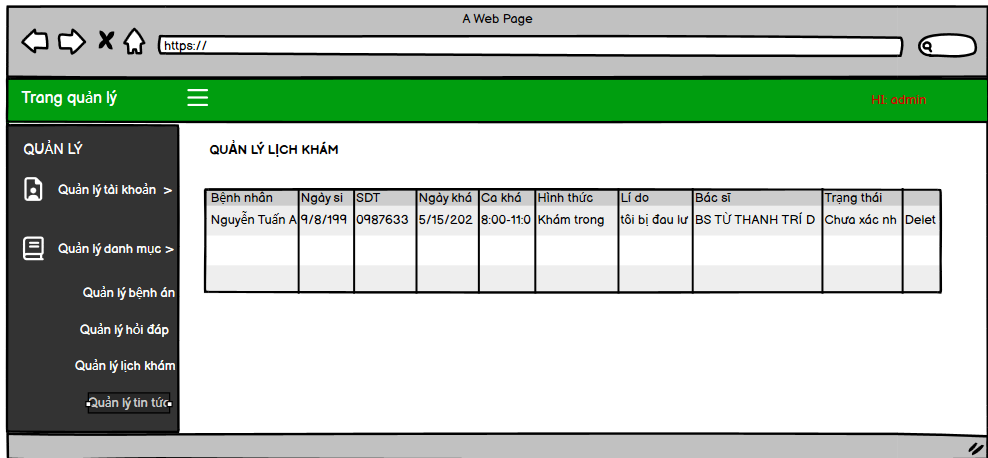 A Web Page
https://
Trang quản lý
HI: admin
QUẢN LÝ
Quản lý tài khoản >
Quản lý danh mục >
Quản lý bệnh án
Quản lý hỏi đáp
Quản lý lịch khám
Quản lý tin tức
QUẢN LÝ LỊCH KHÁM
Bệnh nhân Ngày si SDT Ngày khá Ca khá Hình thức Lí do Bác sĩ Trạng thái
Nguyễn Tuấn A 9/8/199 0987633 5/15/202 8:00-11:0 Khám trong tôi bị đau lư BS TỪ THANH TRÍ D Chưa xác nh Delet